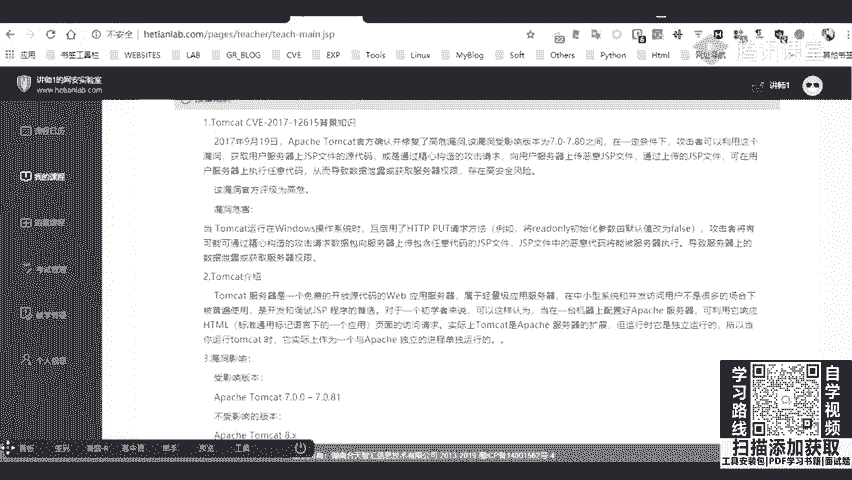 不安全 | hetianlab.com/pages/teacher/teach-main.jsp
应用 书签工具栏 WEBSITES LAB GR_BLOG CVE EXP Tools Linux MyBlog Soft Others Python Html
讲师1的网安实验室
www.hetianlab.com
讲师1
我的课程
个人信息
1.Tomcat CVE-2017-12615背景知识
2017年9月19日，Apache Tomcat官方确认并修复了高危漏洞,该漏洞受影响版本为7.0-7.80之间，在一定条件下，攻击者可以利用这个
漏洞，获取用户服务器上JSP文件的源代码，或是通过精心构造的攻击请求，向用户服务器上传恶意JSP文件，通过上传的JSP文件，可在用
户服务器上执行任意代码，从而导致数据泄露或获取服务器权限，存在高安全风险。
该漏洞官方评级为高危。
漏洞危害：
当 Tomcat运行在Windows操作系统时，且启用了HTTP PUT请求方法（例如，将readonly初始化参数由默认值改为false），攻击者将有
可能可通过精心构造的攻击请求数据包向服务器上传包含任意代码的JSP文件，JSP文件中的恶意代码将能被服务器执行。导致服务器上的
数据泄露或获取服务器权限。
2.Tomcat介绍
Tomcat 服务器是一个免费的开放源代码的Web 应用服务器，属于轻量级应用服务器，在中小型系统和并发访问用户不是很多的场合下
被普遍使用，是开发和调试JSP 程序的首选。对于一个初学者来说，可以这样认为，当在一台机器上配置好Apache 服务器，可利用它响应
HTML（标准通用标记语言下的一个应用）页面的访问请求。实际上Tomcat是Apache 服务器的扩展，但运行时它是独立运行的，所以当
你运行tomcat 时，它实际上作为一个与Apache 独立的进程单独运行的。。
3.漏洞影响：
受影响版本：
Apache Tomcat 7.0.0 – 7.0.81
不受影响的版本：
Apache Tomcat 8.x
画板 签到 答题卡 集中面 举手 预览 工具
学习路线
自学视频
扫描添加获取
工具安装包|PDF学习书籍|面试题